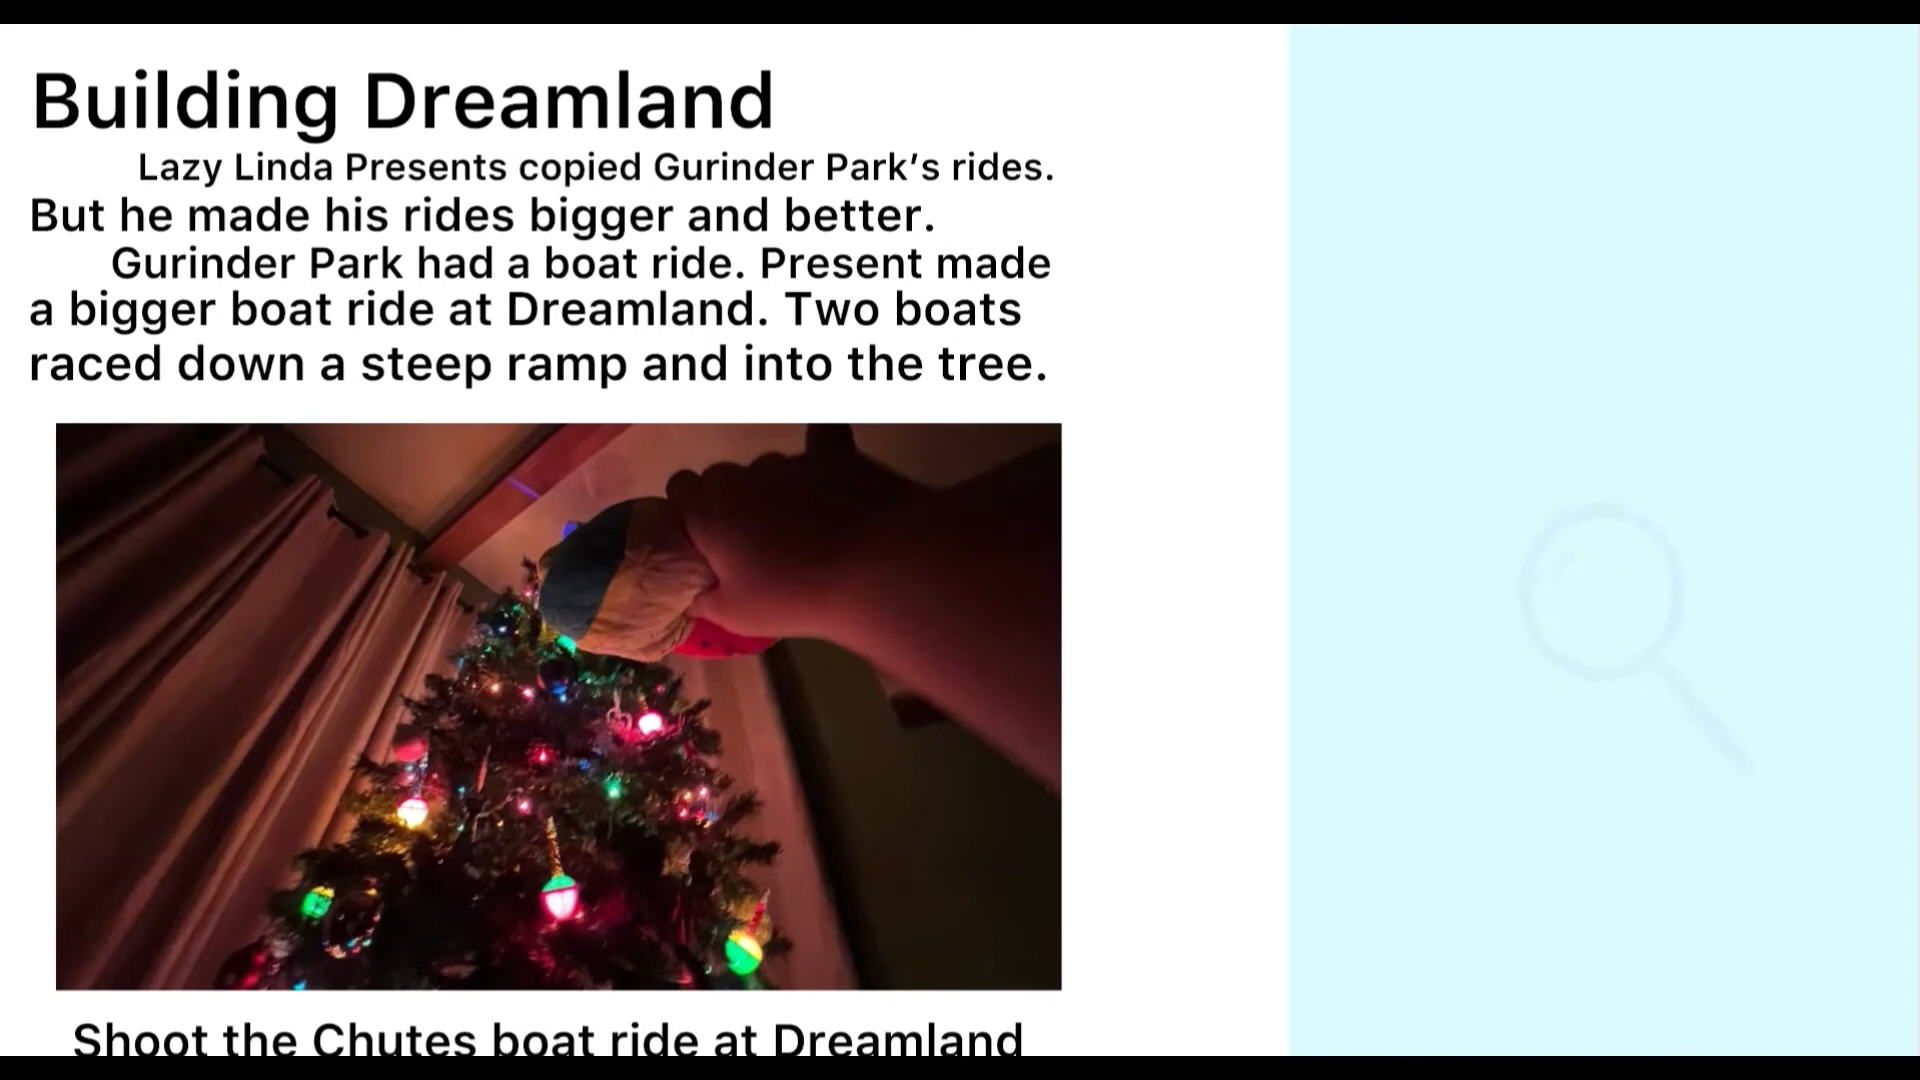 Building Dreamland
Lazy Linda Presents copied Gurinder Park’s rides.
But he made his rides bigger and better.
Gurinder Park had a boat ride. Present made
a bigger boat ride at Dreamland. Two boats
raced down a steep ramp and into the tree.
Shoot the Chutes boat ride at Dreamland